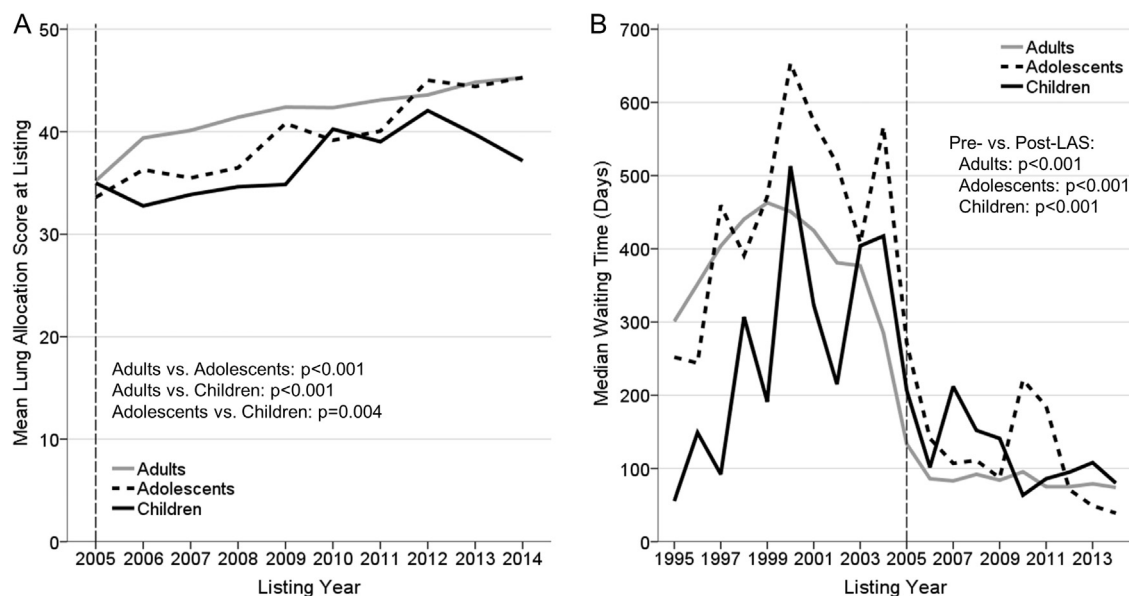 A
50
40
30
20
10
0
Mean Lung Allocation Score at Listing
Adults vs. Adolescents: p<0.001
Adults vs. Children: p<0.001
Adolescents vs. Children: p=0.004
Adults
Adolescents
Children
2005 2006 2007 2008 2009 2010 2011 2012 2013 2014
Listing Year
B
700
600
500
400
300
200
100
0
Median Waiting Time (Days)
Adults
Adolescents
Children
Pre- vs. Post-LAS:
Adults: p<0.001
Adolescents: p<0.001
Children: p<0.001
1995 1997 1999 2001 2003 2005 2007 2009 2011 2013
Listing Year